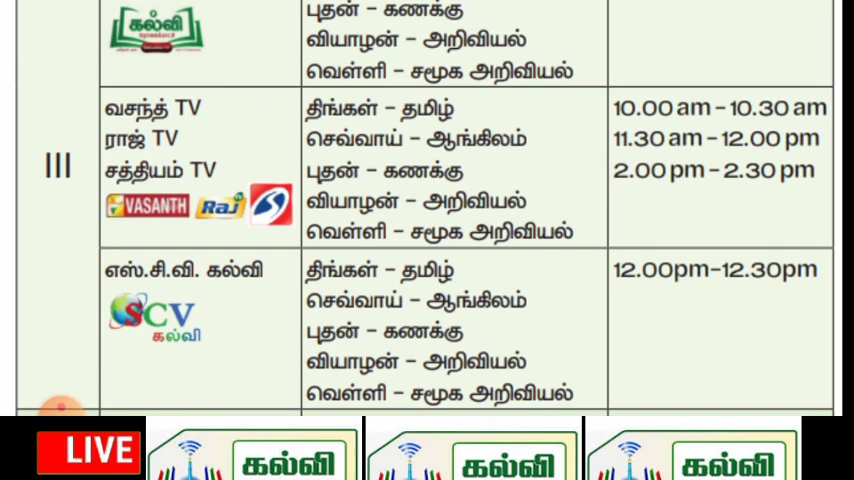 கல்வி
புதன் - கணக்கு
வியாழன் - அறிவியல்
வெள்ளி - சமூக அறிவியல்
III
வசந்த் TV
ராஜ் TV
சத்தியம் TV
VASANTH Raj tv
திங்கள் - தமிழ்
செவ்வாய் - ஆங்கிலம்
புதன் - கணக்கு
வியாழன் - அறிவியல்
வெள்ளி - சமூக அறிவியல்
10.00 am - 10.30 am
11.30 am - 12.00 pm
2.00 pm - 2.30 pm
எஸ்.சி.வி. கல்வி
SCV
கல்வி
திங்கள் - தமிழ்
செவ்வாய் - ஆங்கிலம்
புதன் - கணக்கு
வியாழன் - அறிவியல்
வெள்ளி - சமூக அறிவியல்
12.00pm-12.30pm
LIVE
கல்வி
கல்வி
கல்வி